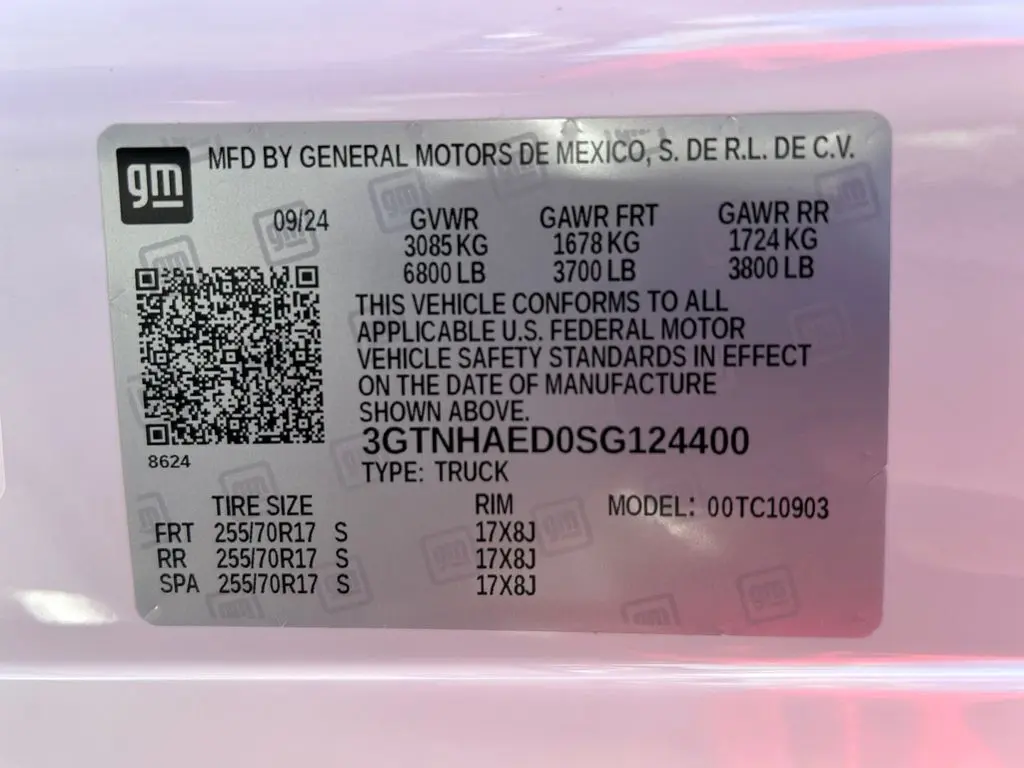 gm
MFD BY GENERAL MOTORS DE MEXICO, S. DE R.L. DE C.V.
09/24 GVWR GAWR FRT GAWR RR
3085 KG 1678 KG 1724 KG
6800 LB 3700 LB 3800 LB
THIS VEHICLE CONFORMS TO ALL
APPLICABLE U.S. FEDERAL MOTOR
VEHICLE SAFETY STANDARDS IN EFFECT
ON THE DATE OF MANUFACTURE
SHOWN ABOVE.
3GTNHAED0SG124400
8624
TYPE: TRUCK
TIRE SIZE RIM MODEL: 00TC10903
FRT 255/70R17 S 17X8J
RR 255/70R17 S 17X8J
SPA 255/70R17 S 17X8J